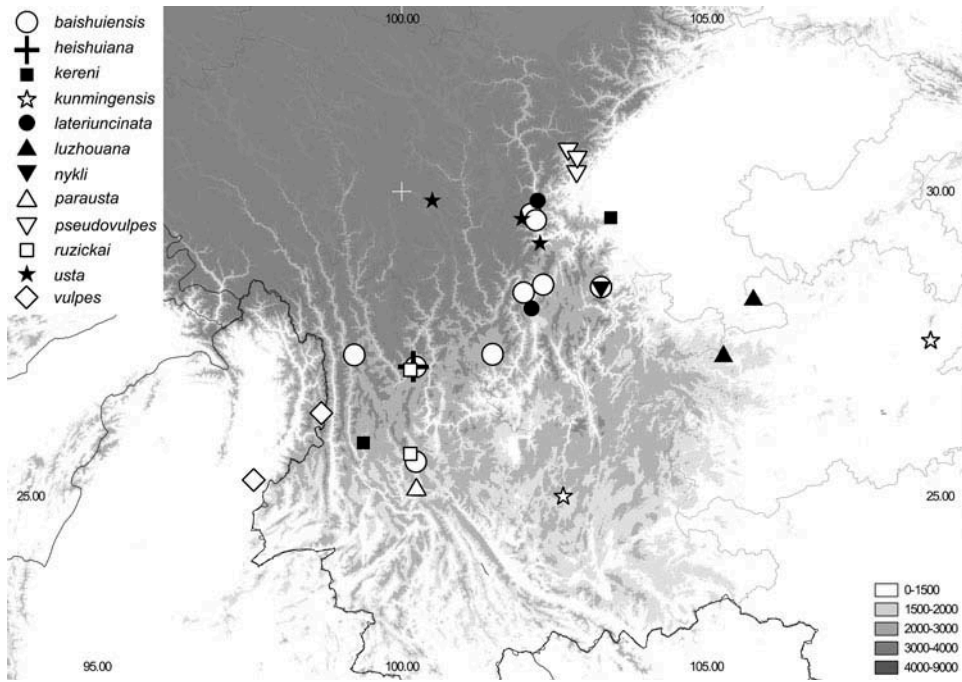 baishuiensis
heishuiana
kereni
kunmingensis
lateriuncinata
luzhouana
nykli
parausta
pseudovulpes
ruzickai
usta
vulpes
100.00 105.00
30.00
25.00 25.00
95.00 100.00 105.00
0-1500
1500-2000
2000-3000
3000-4000
4000-9000